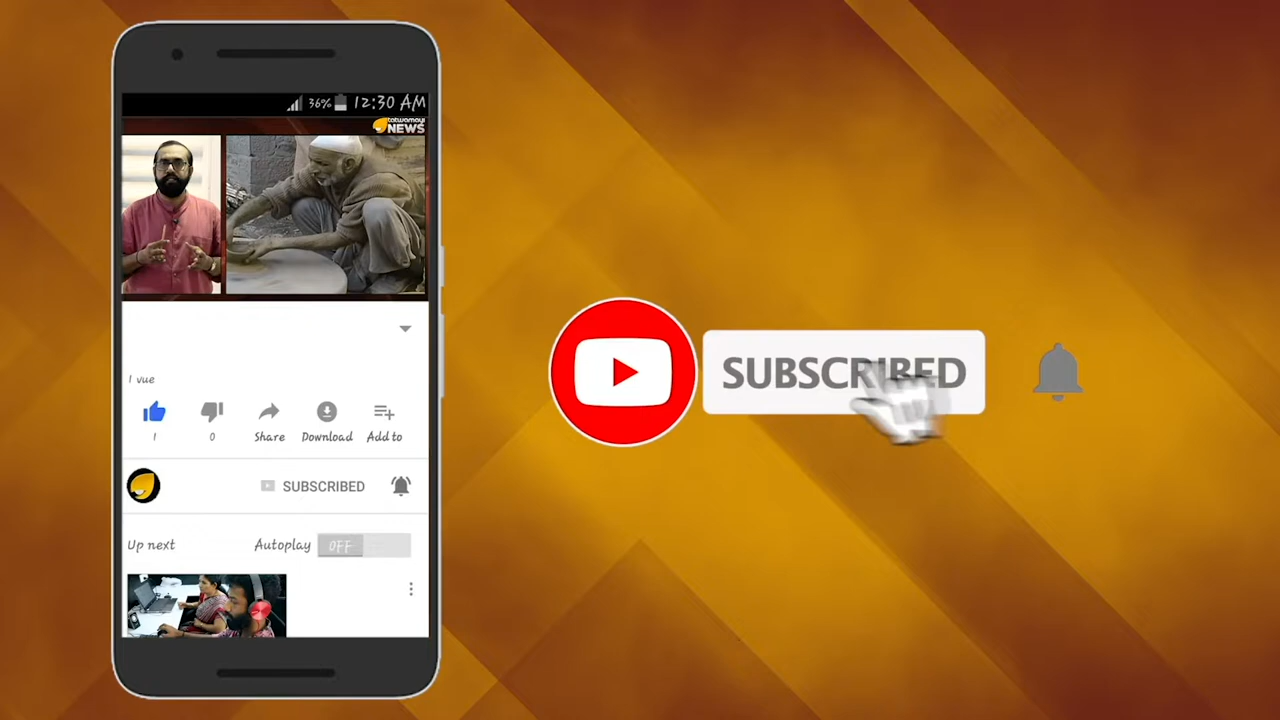 36% 12:30 AM
tatwamayi
NEWS
1 vue
1
0
Share
Download
Add to
SUBSCRIBED
Up next
Autoplay
OFF
SUBSCRIBED